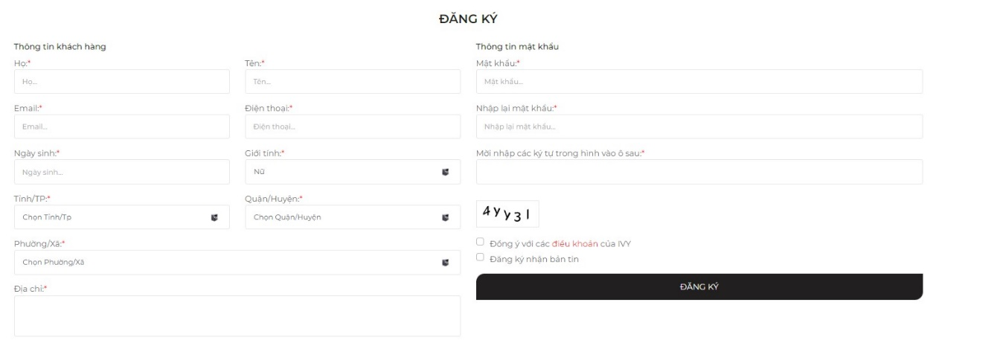 ĐĂNG KÝ
Thông tin khách hàng
Họ:*
Tên:*
Họ...
Tên...
Email:*
Điện thoại:*
Email...
Điện thoại...
Ngày sinh:*
Giới tính:*
Ngày sinh...
Nữ
Tỉnh/TP:*
Quận/Huyện:*
Chọn Tỉnh/Tp
Chọn Quận/Huyện
Phường/Xã:*
Chọn Phường/Xã
Địa chỉ:*
Thông tin mật khẩu
Mật khẩu:*
Mật khẩu...
Nhập lại mật khẩu:*
Nhập lại mật khẩu...
Mời nhập các ký tự trong hình vào ô sau:*
Đồng ý với các điều khoản của IVY
Đăng ký nhận bản tin
ĐĂNG KÝ